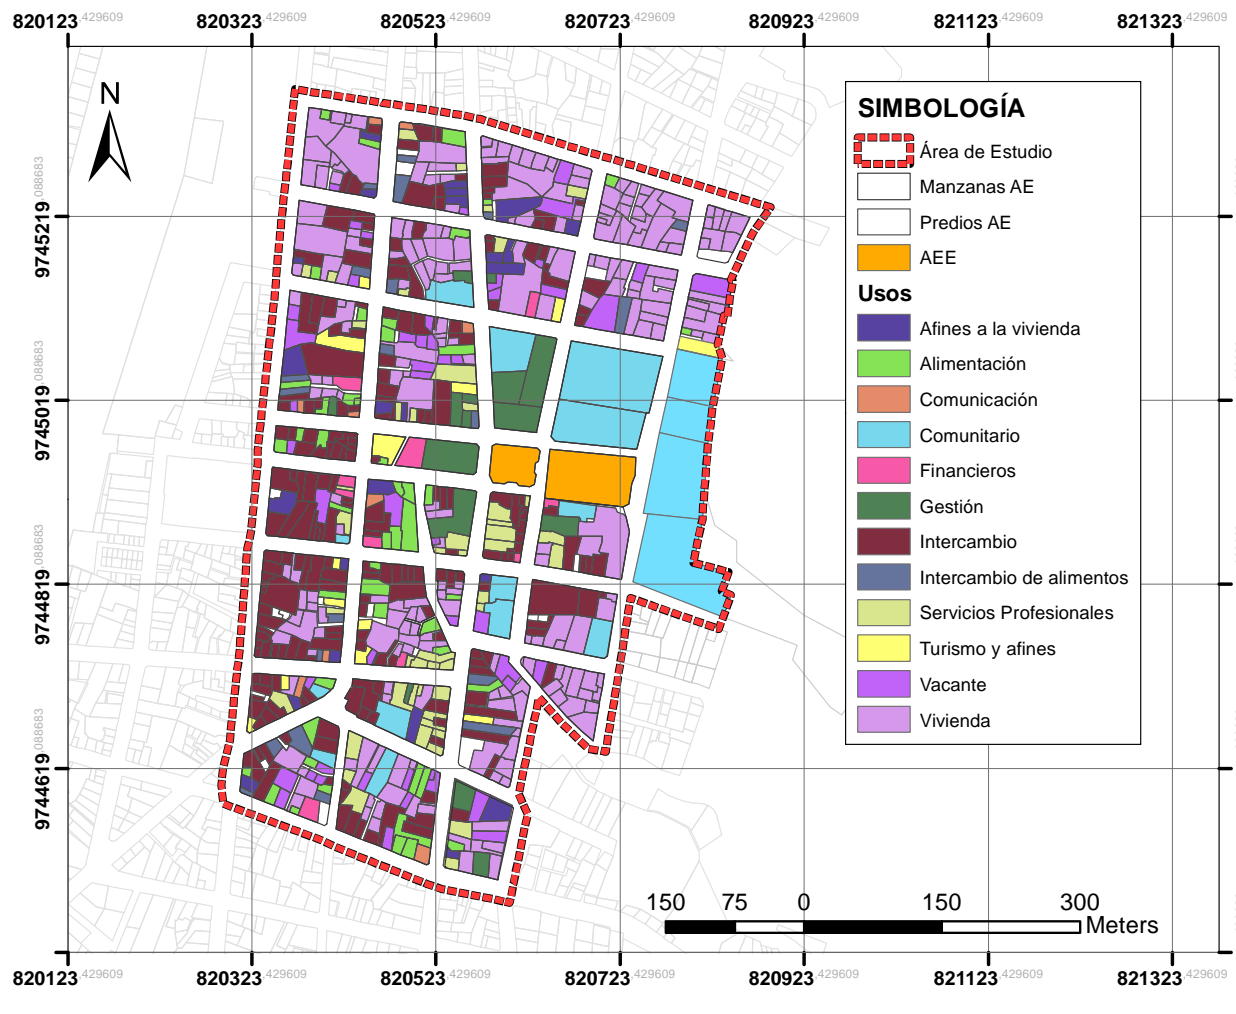 820123,429609 820323,429609 820523,429609 820723,429609 820923,429609 821123,429609 821323,429609
N
9745219,088683
9745019,088683
9744819,088683
9744619,088683
SIMBOLOGÍA
Área de Estudio
Manzanas AE
Predios AE
AEE
Usos
Afines a la vivienda
Alimentación
Comunicación
Comunitario
Financieros
Gestión
Intercambio
Intercambio de alimentos
Servicios Profesionales
Turismo y afines
Vacante
Vivienda
150 75 0 150 300
Meters
820123,429609 820323,429609 820523,429609 820723,429609 820923,429609 821123,429609 821323,429609